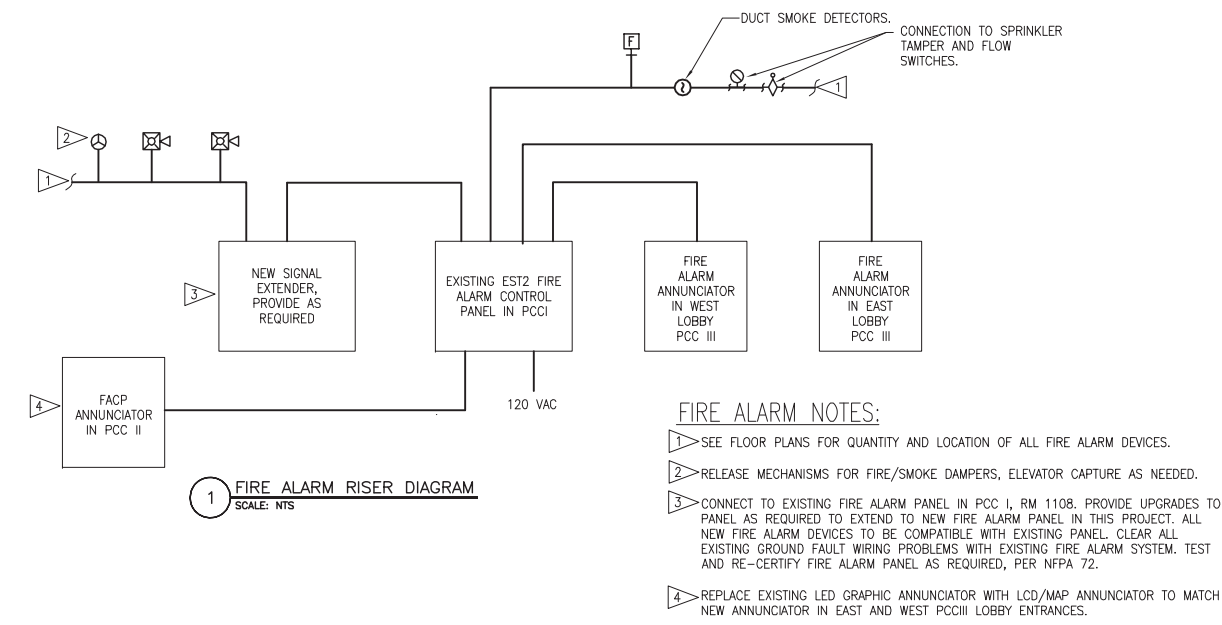 DUCT SMOKE DETECTORS.
CONNECTION TO SPRINKLER
TAMPER AND FLOW
SWITCHES.
F
1
2
1
3
NEW SIGNAL
EXTENDER,
PROVIDE AS
REQUIRED
EXISTING EST2 FIRE
ALARM CONTROL
PANEL IN PCCI
FIRE
ALARM
ANNUNCIATOR
IN WEST
LOBBY
PCC III
FIRE
ALARM
ANNUNCIATOR
IN EAST
LOBBY
PCC III
4
FACP
ANNUNCIATOR
IN PCC II
120 VAC
1
FIRE ALARM RISER DIAGRAM
SCALE: NTS
FIRE ALARM NOTES:
1 SEE FLOOR PLANS FOR QUANTITY AND LOCATION OF ALL FIRE ALARM DEVICES.
2 RELEASE MECHANISMS FOR FIRE/SMOKE DAMPERS, ELEVATOR CAPTURE AS NEEDED.
3 CONNECT TO EXISTING FIRE ALARM PANEL IN PCC I, RM 1108. PROVIDE UPGRADES TO
PANEL AS REQUIRED TO EXTEND TO NEW FIRE ALARM PANEL IN THIS PROJECT. ALL
NEW FIRE ALARM DEVICES TO BE COMPATIBLE WITH EXISTING PANEL. CLEAR ALL
EXISTING GROUND FAULT WIRING PROBLEMS WITH EXISTING FIRE ALARM SYSTEM. TEST
AND RE-CERTIFY FIRE ALARM PANEL AS REQUIRED, PER NFPA 72.
4 REPLACE EXISTING LED GRAPHIC ANNUNCIATOR WITH LCD/MAP ANNUNCIATOR TO MATCH
NEW ANNUNCIATOR IN EAST AND WEST PCCIII LOBBY ENTRANCES.